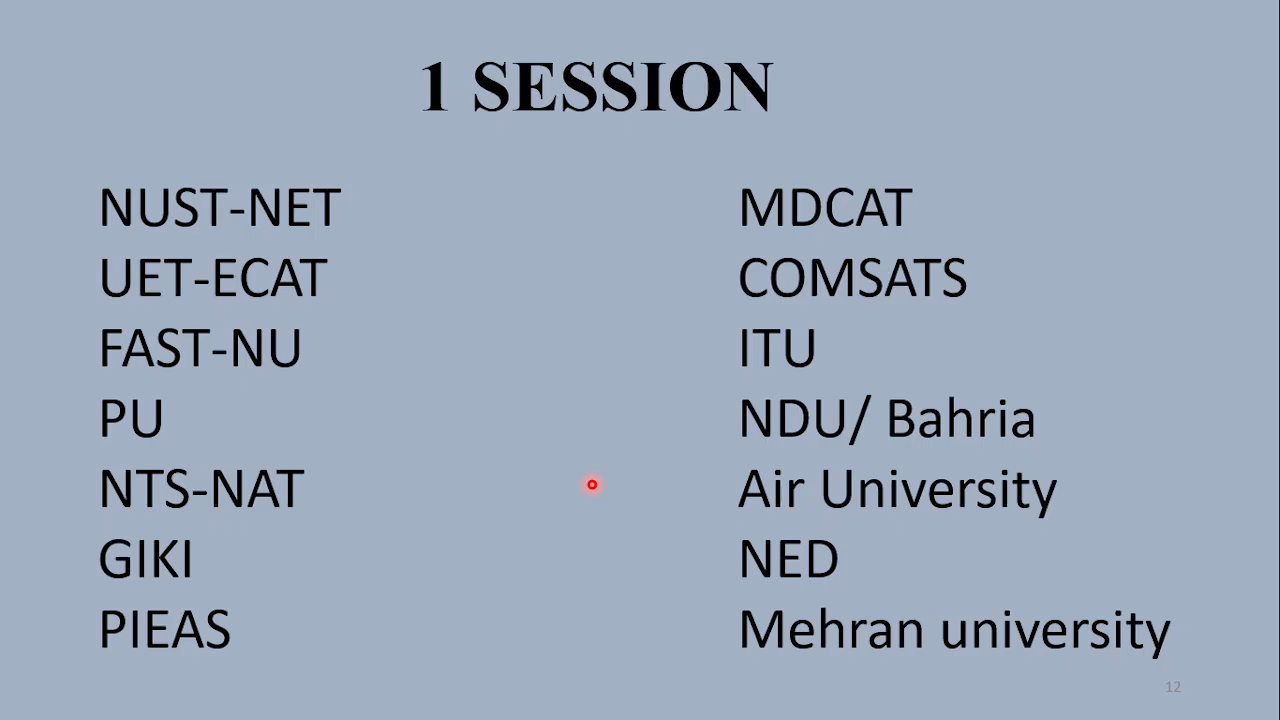 1 SESSION
NUST-NET
UET-ECAT
FAST-NU
PU
NTS-NAT
GIKI
PIEAS
MDCAT
COMSATS
ITU
NDU/ Bahria
Air University
NED
Mehran university
12